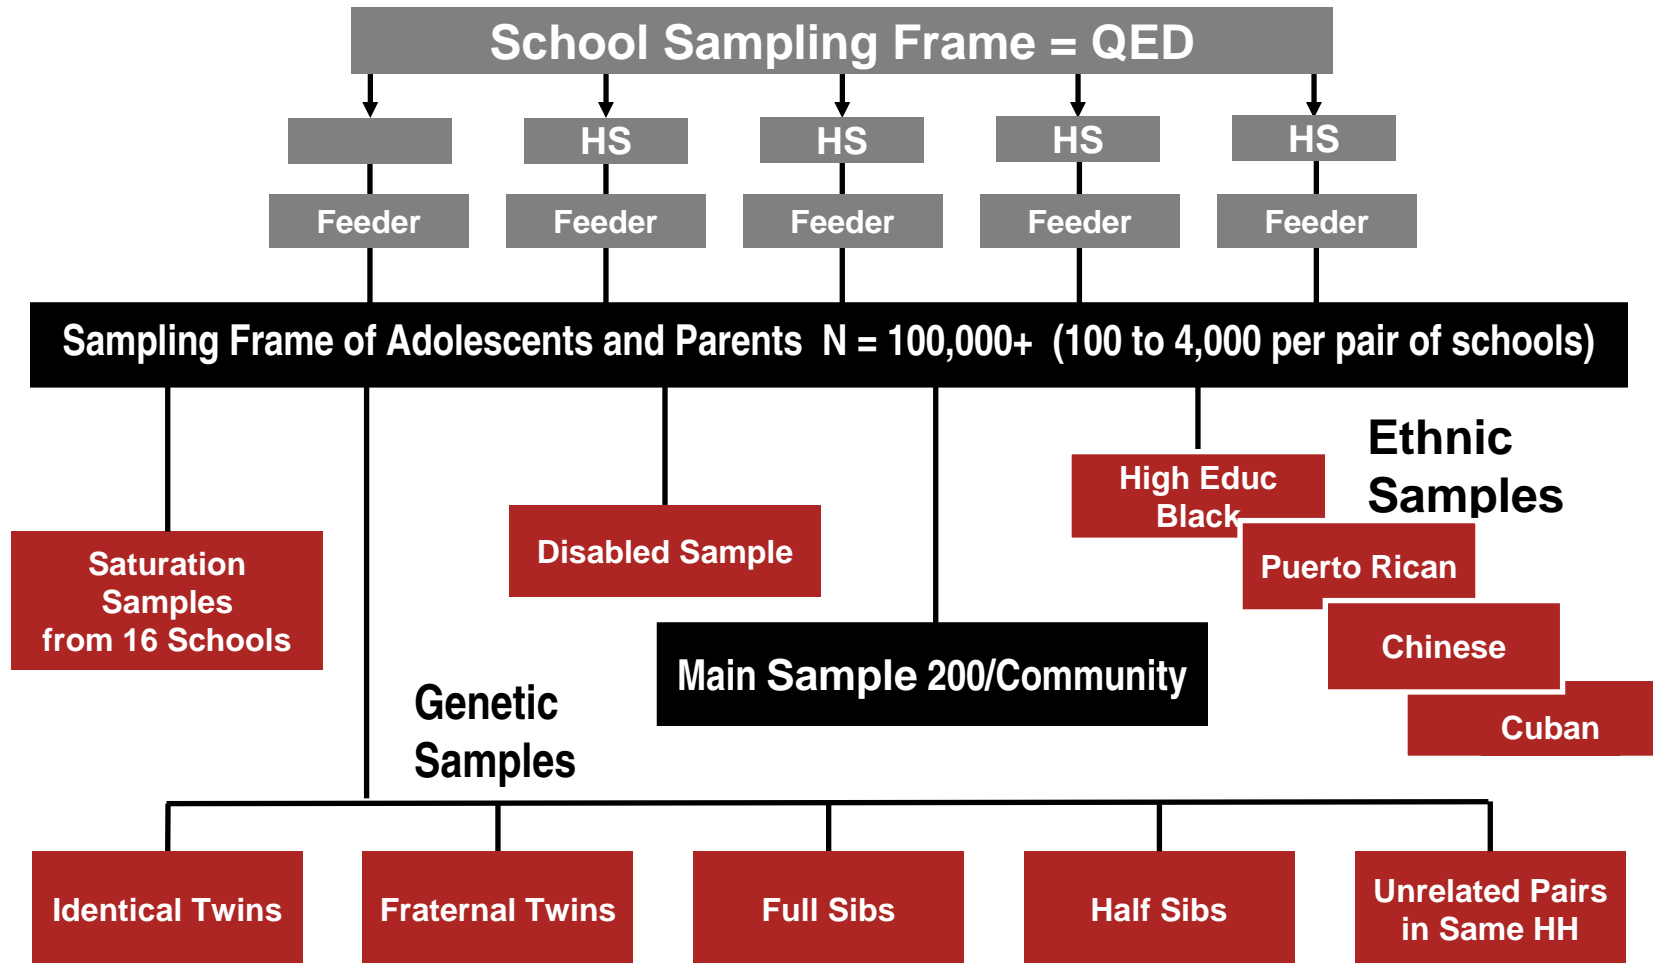 School Sampling Frame = QED
HS
HS
HS
HS
Feeder
Feeder
Feeder
Feeder
Feeder
Sampling Frame of Adolescents and Parents N = 100,000+ (100 to 4,000 per pair of schools)
Ethnic
Samples
High Educ
Black
Puerto Rican
Chinese
Cuban
Disabled Sample
Saturation
Samples
from 16 Schools
Main Sample 200/Community
Genetic
Samples
Identical Twins
Fraternal Twins
Full Sibs
Half Sibs
Unrelated Pairs
in Same HH